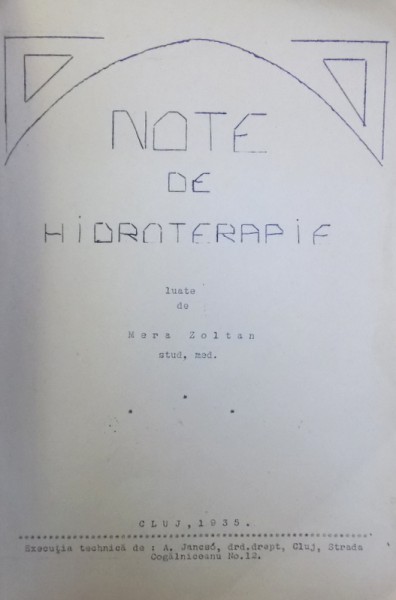 NOTE
DE
HIDROTERAPIE
luate
de
Mera Zoltan
stud, med.
* * *
CLUJ, 1935.
Execuţia technică de : A. Jancsó, drd.drept, Cluj, Strada
Cogălniceanu No.12.